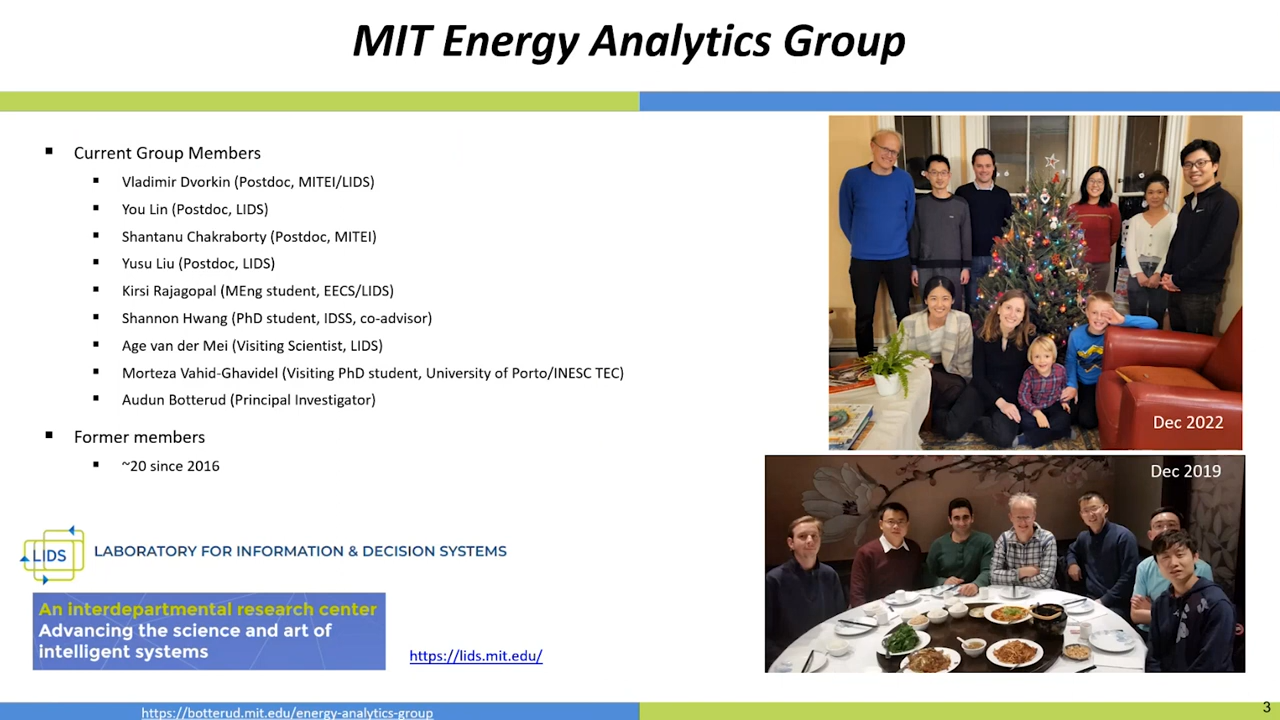 MIT Energy Analytics Group
▪ Current Group Members
▪ Vladimir Dvorkin (Postdoc, MITEI/LIDS)
▪ You Lin (Postdoc, LIDS)
▪ Shantanu Chakraborty (Postdoc, MITEI)
▪ Yusu Liu (Postdoc, LIDS)
▪ Kirsi Rajagopal (MEng student, EECS/LIDS)
▪ Shannon Hwang (PhD student, IDSS, co-advisor)
▪ Age van der Mei (Visiting Scientist, LIDS)
▪ Morteza Vahid-Ghavidel (Visiting PhD student, University of Porto/INESC TEC)
▪ Audun Botterud (Principal Investigator)
▪ Former members
▪ ~20 since 2016
Dec 2022
Dec 2019
LIDS
LABORATORY FOR INFORMATION & DECISION SYSTEMS
An interdepartmental research center
Advancing the science and art of
intelligent systems
https://lids.mit.edu/
https://botterud.mit.edu/energy-analytics-group
3